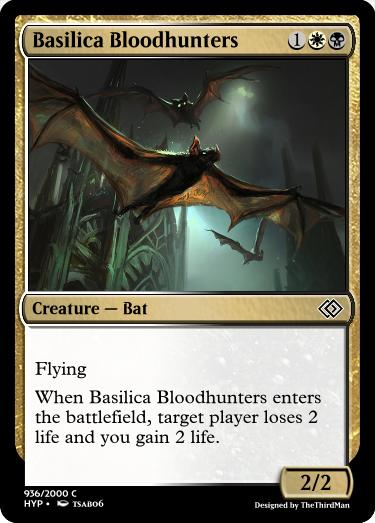 Basilica Bloodhunters 1
Creature — Bat
Flying
When Basilica Bloodhunters enters
the battlefield, target player loses 2
life and you gain 2 life.
2/2
936/2000 C
HYP • TSABO6
Designed by TheThirdMan